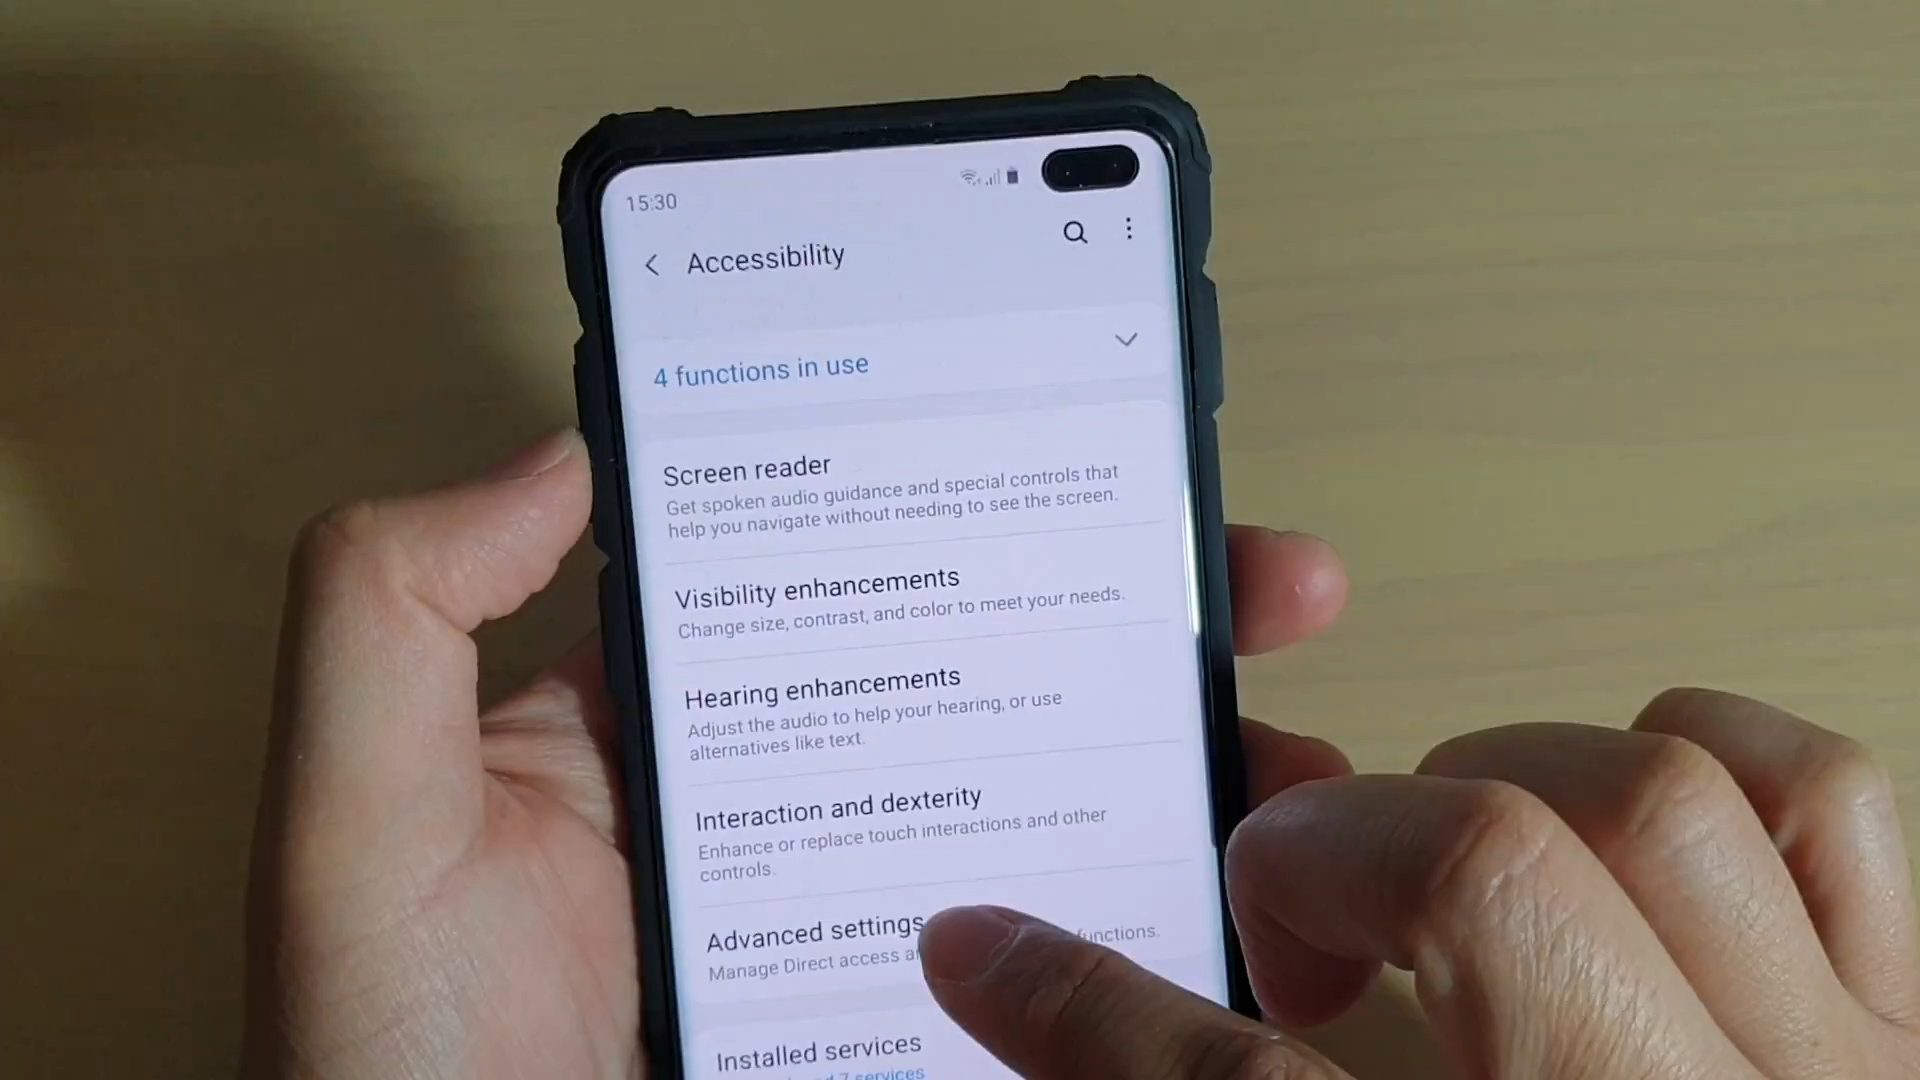 15:30
Accessibility
4 functions in use
Screen reader
Get spoken audio guidance and special controls that
help you navigate without needing to see the screen.
Visibility enhancements
Change size, contrast, and color to meet your needs.
Hearing enhancements
Adjust the audio to help your hearing, or use
alternatives like text.
Interaction and dexterity
Enhance or replace touch interactions and other
controls.
Advanced settings
Manage Direct access functions.
Installed services
7 services